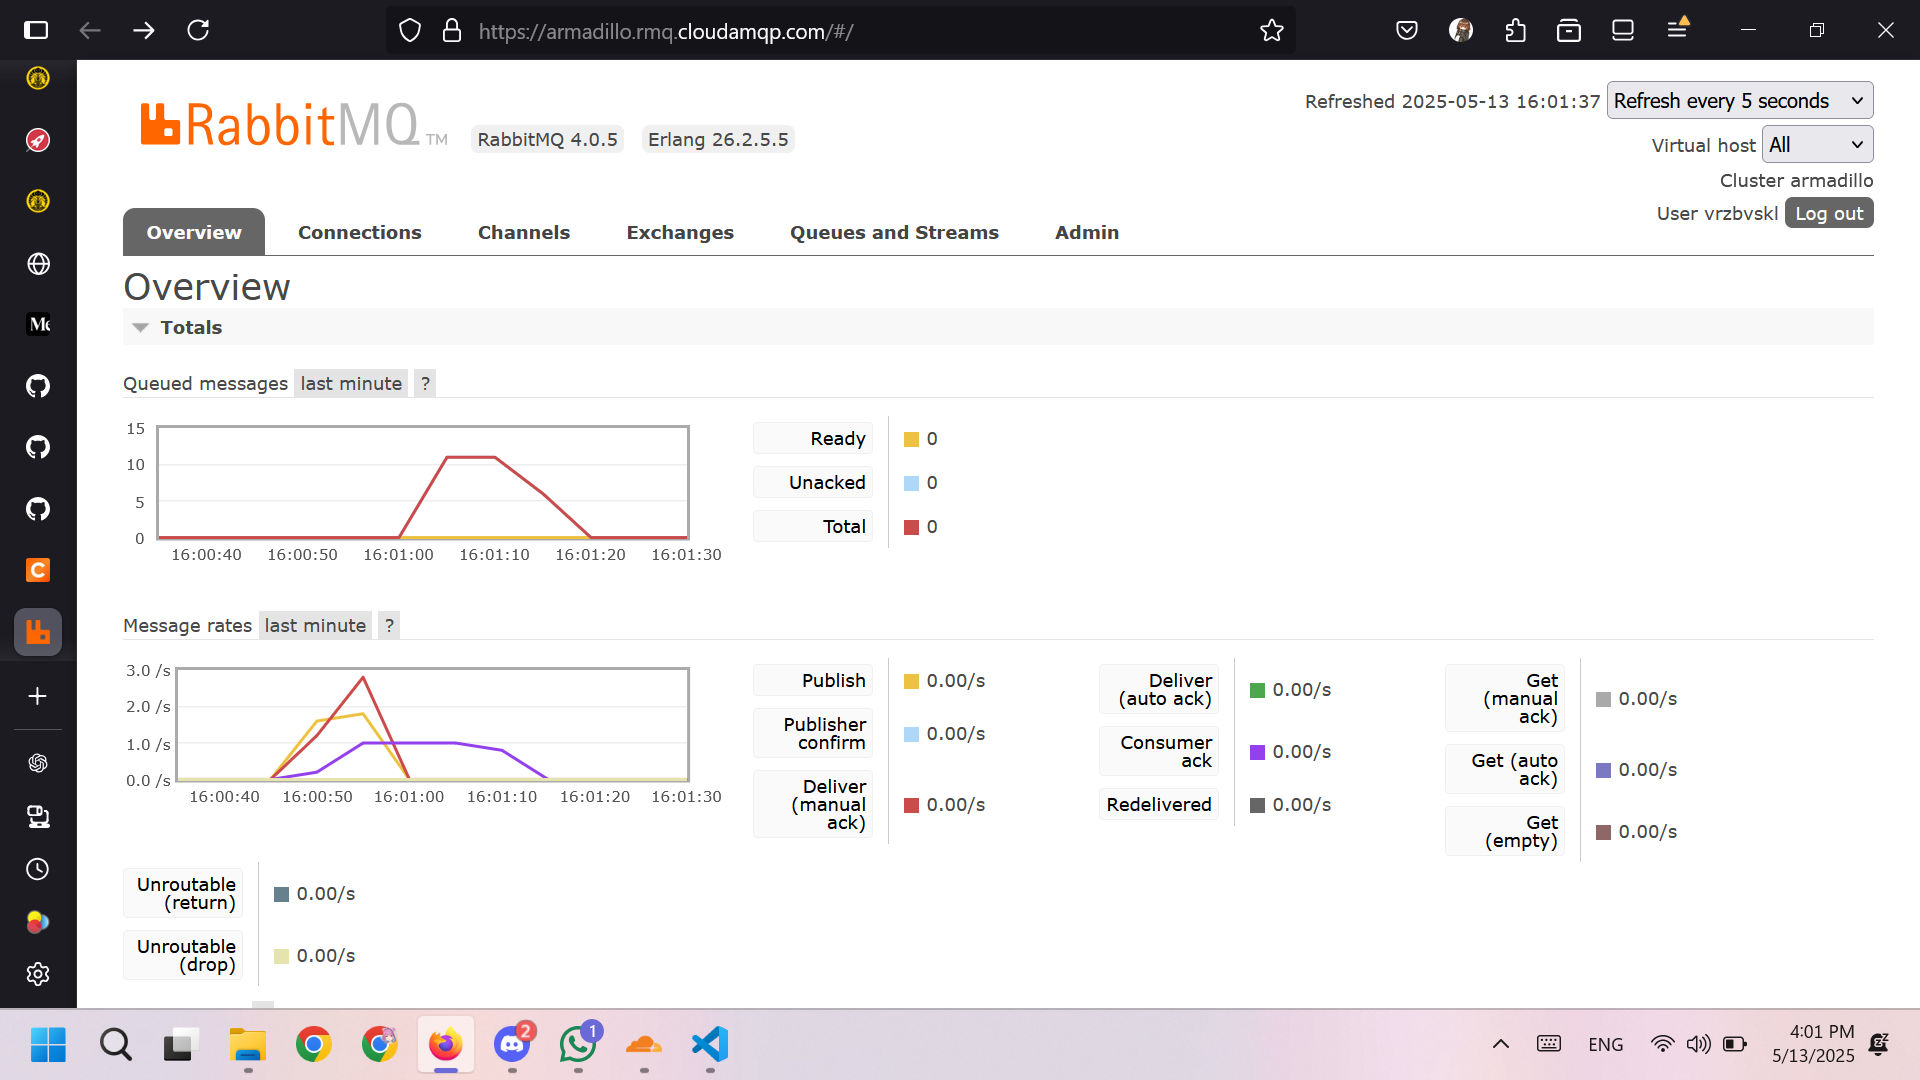 https://armadillo.rmq.cloudamqp.com/#/
RabbitMQ TM
RabbitMQ 4.0.5
Erlang 26.2.5.5
Refreshed 2025-05-13 16:01:37
Refresh every 5 seconds
Virtual host
All
Cluster armadillo
User vrzbvskl
Log out
Overview
Connections
Channels
Exchanges
Queues and Streams
Admin
Overview
Totals
Queued messages last minute ?
15
10
5
0
16:00:40 16:00:50 16:01:00 16:01:10 16:01:20 16:01:30
Ready 0
Unacked 0
Total 0
Message rates last minute ?
3.0 /s
2.0 /s
1.0 /s
0.0 /s
16:00:40 16:00:50 16:01:00 16:01:10 16:01:20 16:01:30
Publish 0.00/s
Publisher
confirm 0.00/s
Deliver
(manual
ack) 0.00/s
Deliver
(auto ack) 0.00/s
Consumer
ack 0.00/s
Redelivered 0.00/s
Get
(manual
ack) 0.00/s
Get (auto
ack) 0.00/s
Get
(empty) 0.00/s
Unroutable
(return) 0.00/s
Unroutable
(drop) 0.00/s
2
1
ENG
4:01 PM
5/13/2025